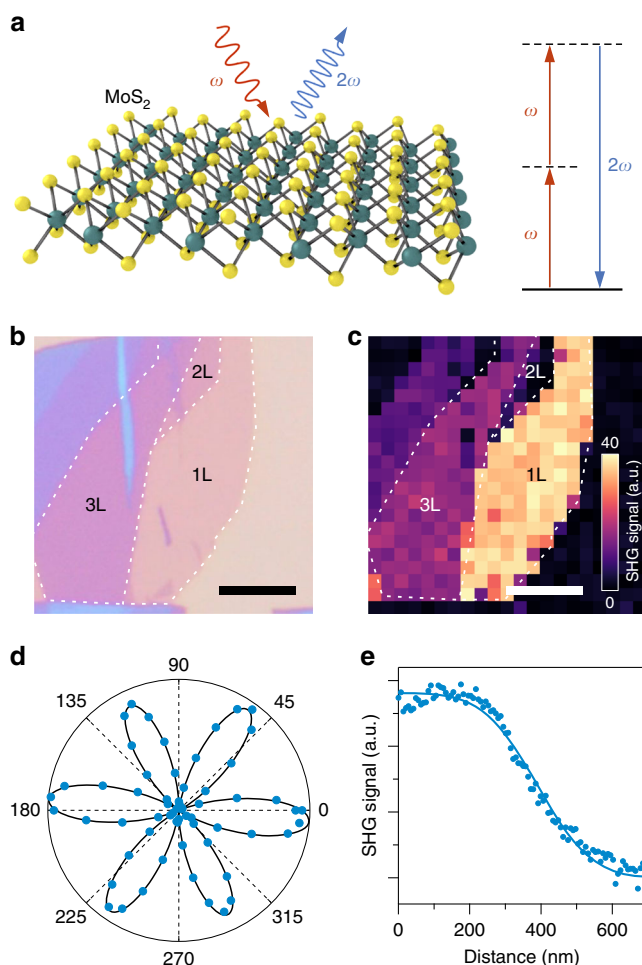 a
MoS2
ω
2ω
ω
ω
2ω
b
2L
1L
3L
c
2L
1L
3L
40
0
SHG signal (a.u.)
d
90
135
45
180
0
225
315
270
e
SHG signal (a.u.)
0
200
400
600
Distance (nm)